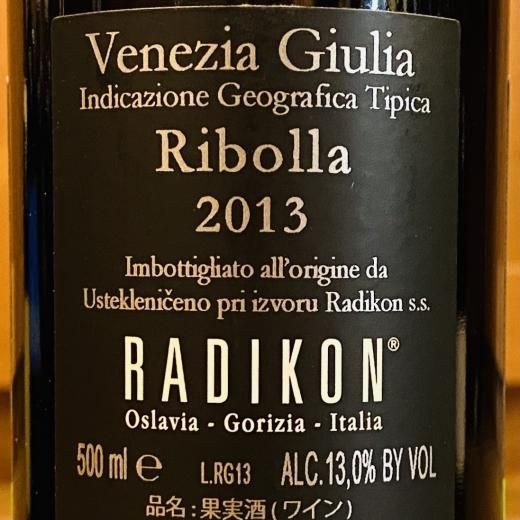 Venezia Giulia
Indicazione Geografica Tipica
Ribolla
2013
Imbottigliato all'origine da
Ustekleničeno pri izvoru Radikon s.s.
RADIKON®
Oslavia - Gorizia - Italia
500 ml e L.RG13 ALC.13,0% BY VOL
品名:果実酒(ワイン)